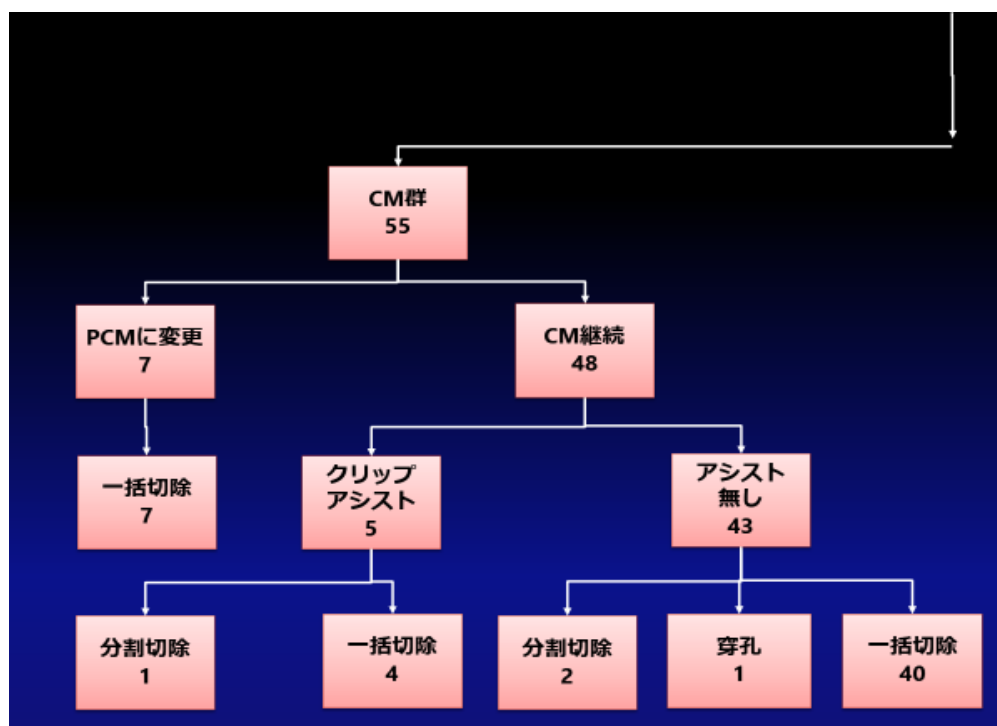 CM群
55
PCMに変更
7
CM継続
48
一括切除
7
クリップ
アシスト
5
アシスト
無し
43
分割切除
1
一括切除
4
分割切除
2
穿孔
1
一括切除
40